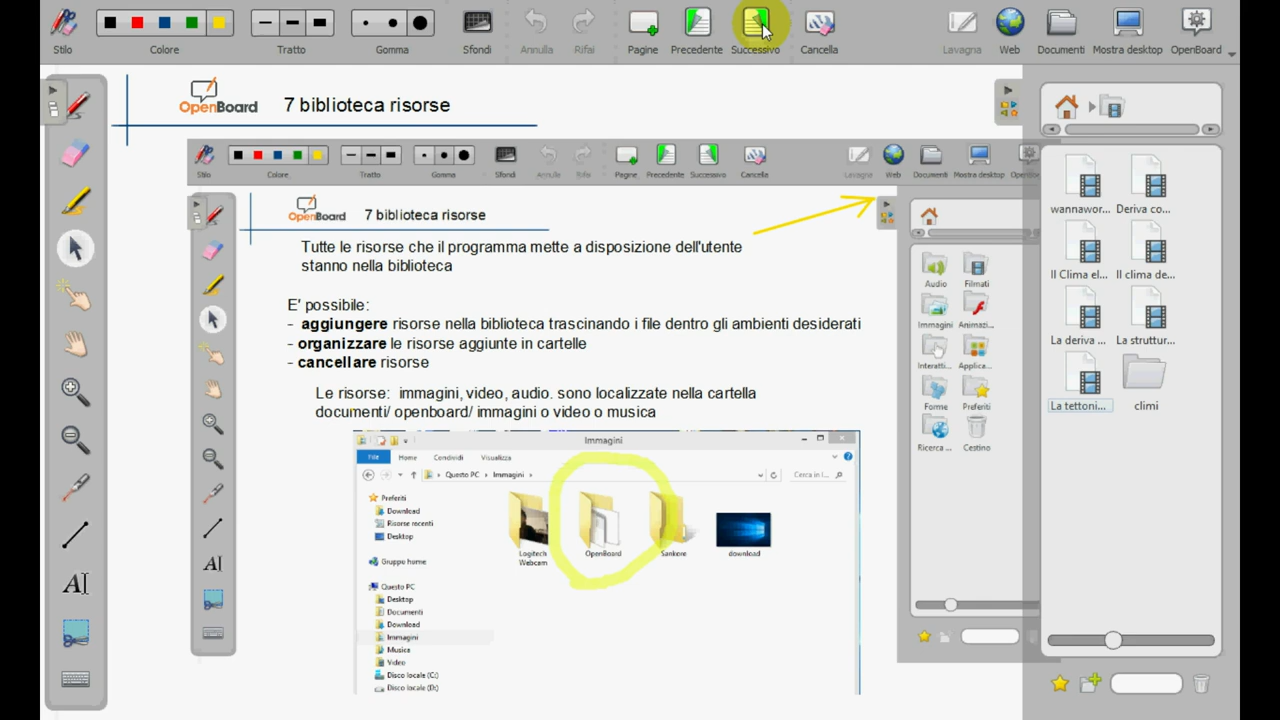 Stilo
Colore
Tratto
Gomma
Sfondi
Annulla
Rifai
Pagine
Precedente
Successivo
Cancella
Lavagna
Web
Documenti
Mostra desktop
OpenBoard
OpenBoard
7 biblioteca risorse
Stilo
Colore
Tratto
Gomma
Sfondi
Annulla
Rifai
Pagine
Precedente
Successivo
Cancella
Lavagna
Web
Documenti
Mostra desktop
OpenBoard
7 biblioteca risorse
Tutte le risorse che il programma mette a disposizione dell'utente
stanno nella biblioteca
E' possibile:
- aggiungere risorse nella biblioteca trascinando i file dentro gli ambienti desiderati
- organizzare le risorse aggiunte in cartelle
- cancellare risorse
Le risorse: immagini, video, audio. sono localizzate nella cartella
documenti/ openboard/ immagini o video o musica
Immagini
File
Home
Condividi
Visualizza
Questo PC
Immagini
Cerca in I...
Preferiti
Download
Risorse recenti
Desktop
Gruppo home
Questo PC
Desktop
Documenti
Download
Immagini
Musica
Video
Disco locale (C:)
Disco locale (D:)
Logitech
Webcam
OpenBoard
Sankore
download
Audio
Filmati
Immagini
Animazi...
Interatti...
Applica...
Forme
Preferiti
Ricerca ...
Cestino
wannawor...
Deriva co...
Il Clima el...
Il clima de...
La deriva ...
La struttur...
La tettoni...
climi
AI
AI